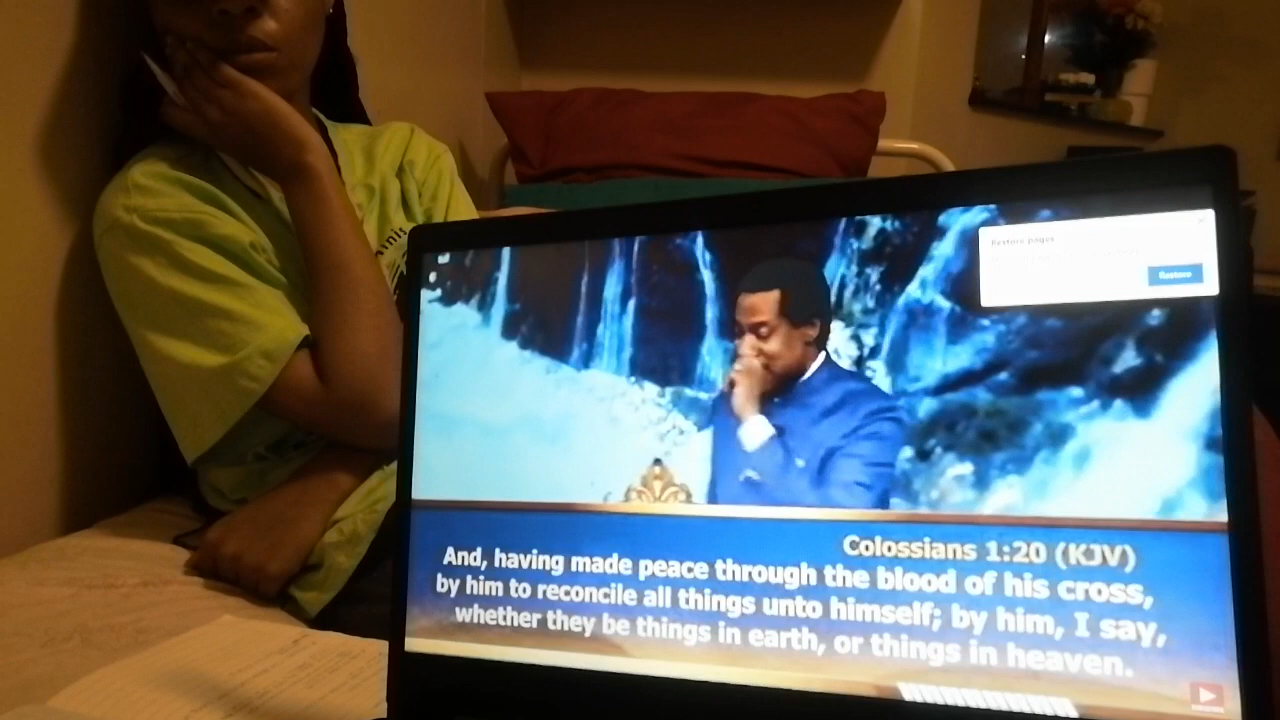 Restore pages
Restore
Colossians 1:20 (KJV)
And, having made peace through the blood of his cross,
by him to reconcile all things unto himself; by him, I say,
whether they be things in earth, or things in heaven.